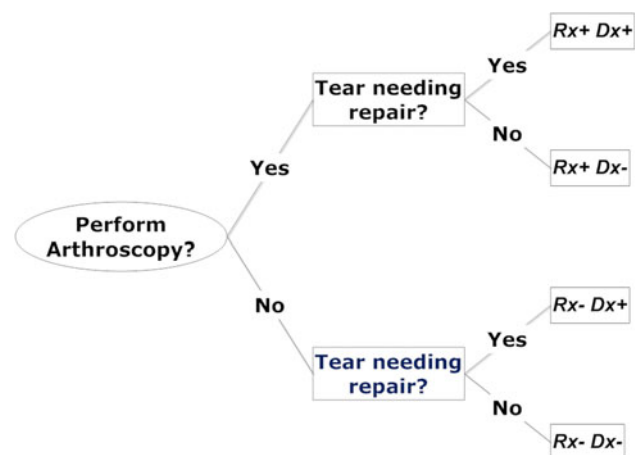 Rx+ Dx+
Yes
Tear needing
repair?
No
Rx+ Dx-
Yes
Perform
Arthroscopy?
No
Rx- Dx+
Yes
Tear needing
repair?
No
Rx- Dx-